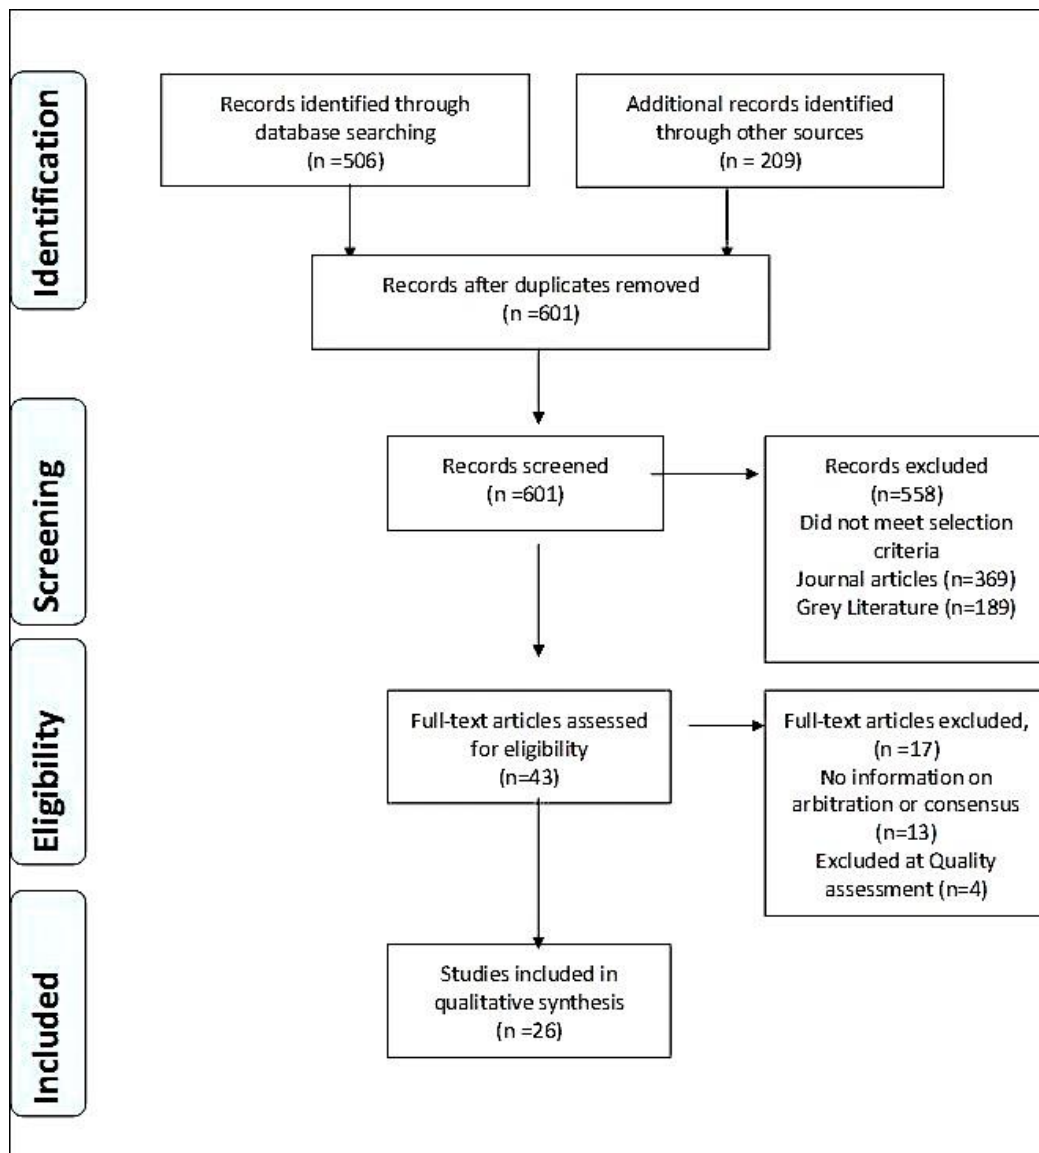 Identification
Records identified through
database searching
(n =506)
Additional records identified
through other sources
(n = 209)
Records after duplicates removed
(n =601)
Screening
Records screened
(n =601)
Records excluded
(n=558)
Did not meet selection
criteria
Journal articles (n=369)
Grey Literature (n=189)
Eligibility
Full-text articles assessed
for eligibility
(n=43)
Full-text articles excluded,
(n =17)
No information on
arbitration or consensus
(n=13)
Excluded at Quality
assessment (n=4)
Included
Studies included in
qualitative synthesis
(n =26)